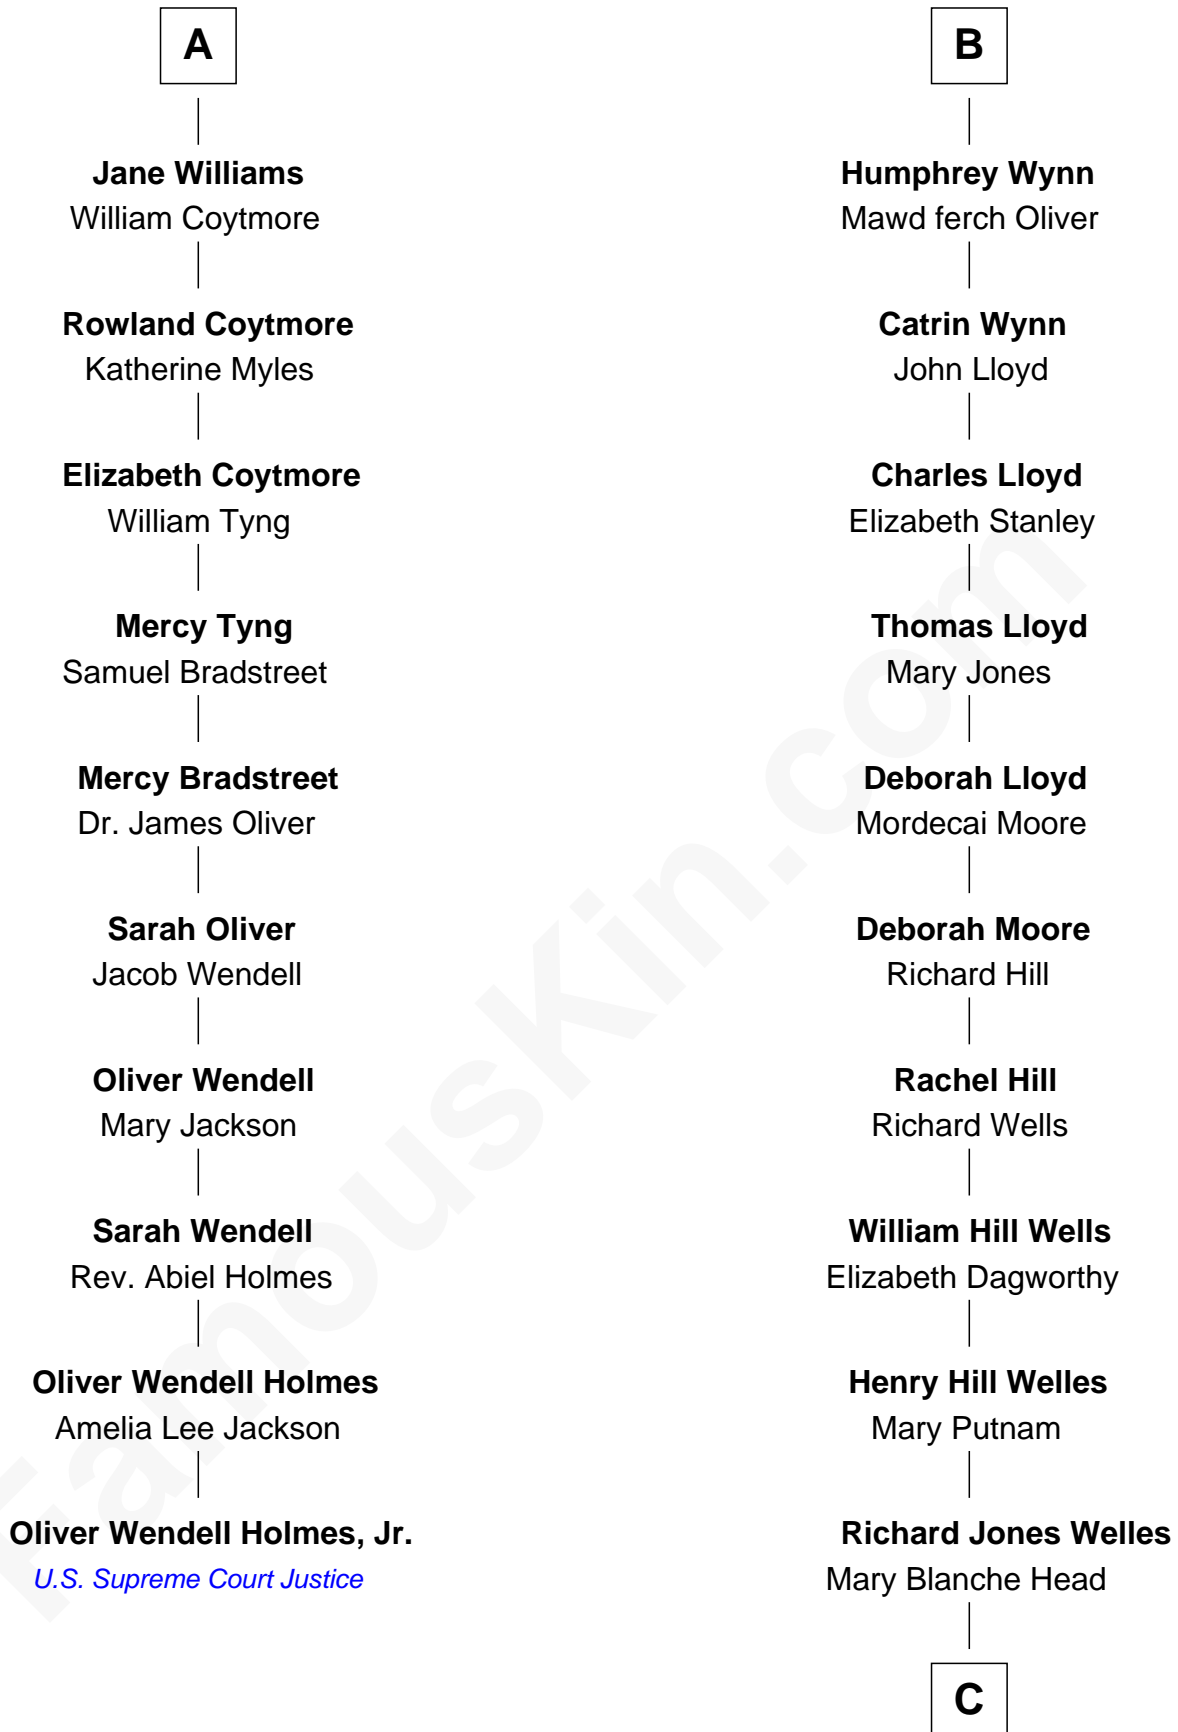 A
Jane Williams
William Coytmore
Rowland Coytmore
Katherine Myles
Elizabeth Coytmore
William Tyng
Mercy Tyng
Samuel Bradstreet
Mercy Bradstreet
Dr. James Oliver
Sarah Oliver
Jacob Wendell
Oliver Wendell
Mary Jackson
Sarah Wendell
Rev. Abiel Holmes
Oliver Wendell Holmes
Amelia Lee Jackson
Oliver Wendell Holmes, Jr.
U.S. Supreme Court Justice
B
Humphrey Wynn
Mawd ferch Oliver
Catrin Wynn
John Lloyd
Charles Lloyd
Elizabeth Stanley
Thomas Lloyd
Mary Jones
Deborah Lloyd
Mordecai Moore
Deborah Moore
Richard Hill
Rachel Hill
Richard Wells
William Hill Wells
Elizabeth Dagworthy
Henry Hill Welles
Mary Putnam
Richard Jones Welles
Mary Blanche Head
C
FamousKin.com